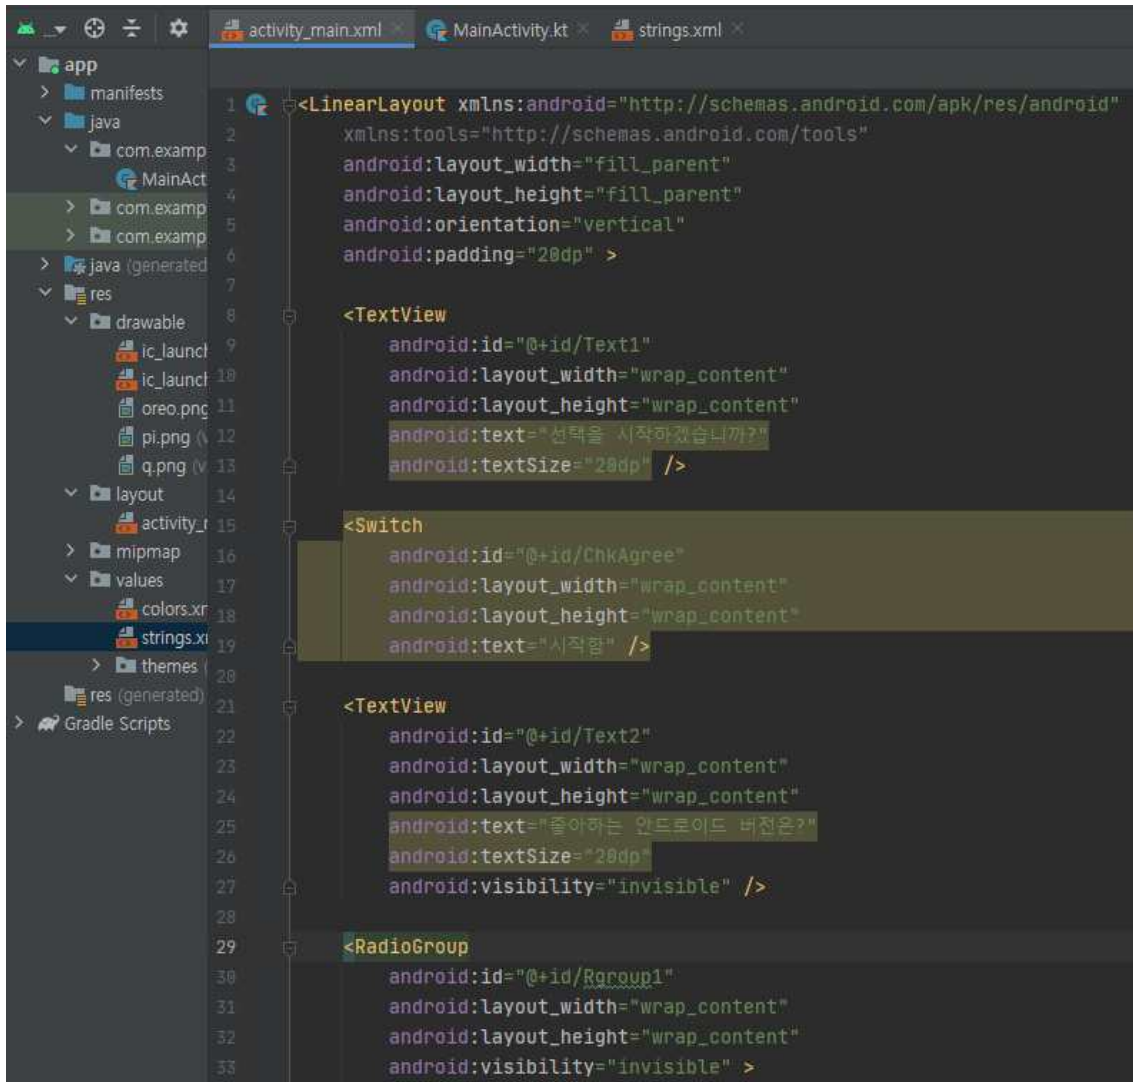 activity_main.xml
MainActivity.kt
strings.xml
app
manifests
java
com.examp
MainAct
com.examp
com.examp
java (generated
res
drawable
ic_launch
ic_launch
oreo.png
pi.png (v
q.png (v
layout
activity_r
mipmap
values
colors.xr
strings.x
themes (
res (generated)
Gradle Scripts
1 <LinearLayout xmlns:android="http://schemas.android.com/apk/res/android"
2 xmlns:tools="http://schemas.android.com/tools"
3 android:layout_width="fill_parent"
4 android:layout_height="fill_parent"
5 android:orientation="vertical"
6 android:padding="20dp" >
7
8 <TextView
9 android:id="@+id/Text1"
10 android:layout_width="wrap_content"
11 android:layout_height="wrap_content"
12 android:text="선택을 시작하겠습니까?"
13 android:textSize="20dp" />
14
15 <Switch
16 android:id="@+id/ChkAgree"
17 android:layout_width="wrap_content"
18 android:layout_height="wrap_content"
19 android:text="시작함" />
20
21 <TextView
22 android:id="@+id/Text2"
23 android:layout_width="wrap_content"
24 android:layout_height="wrap_content"
25 android:text="좋아하는 안드로이드 버전은?"
26 android:textSize="20dp"
27 android:visibility="invisible" />
28
29 <RadioGroup
30 android:id="@+id/Rgroup1"
31 android:layout_width="wrap_content"
32 android:layout_height="wrap_content"
33 android:visibility="invisible" >